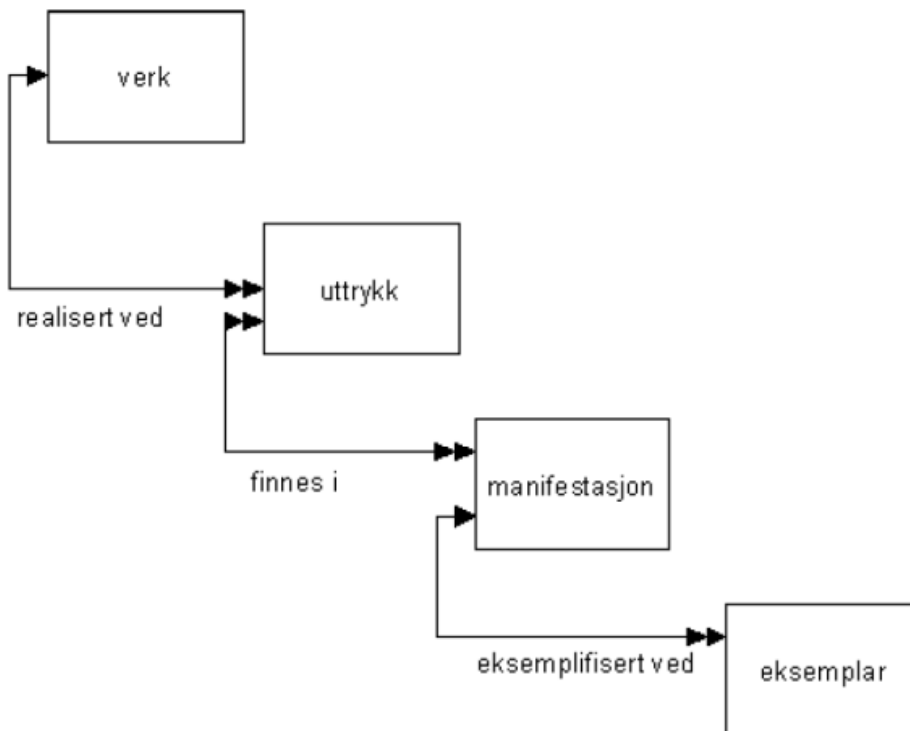 verk
uttrykk
realisert ved
finnes i
manifestasjon
eksemplifisert ved
eksemplar